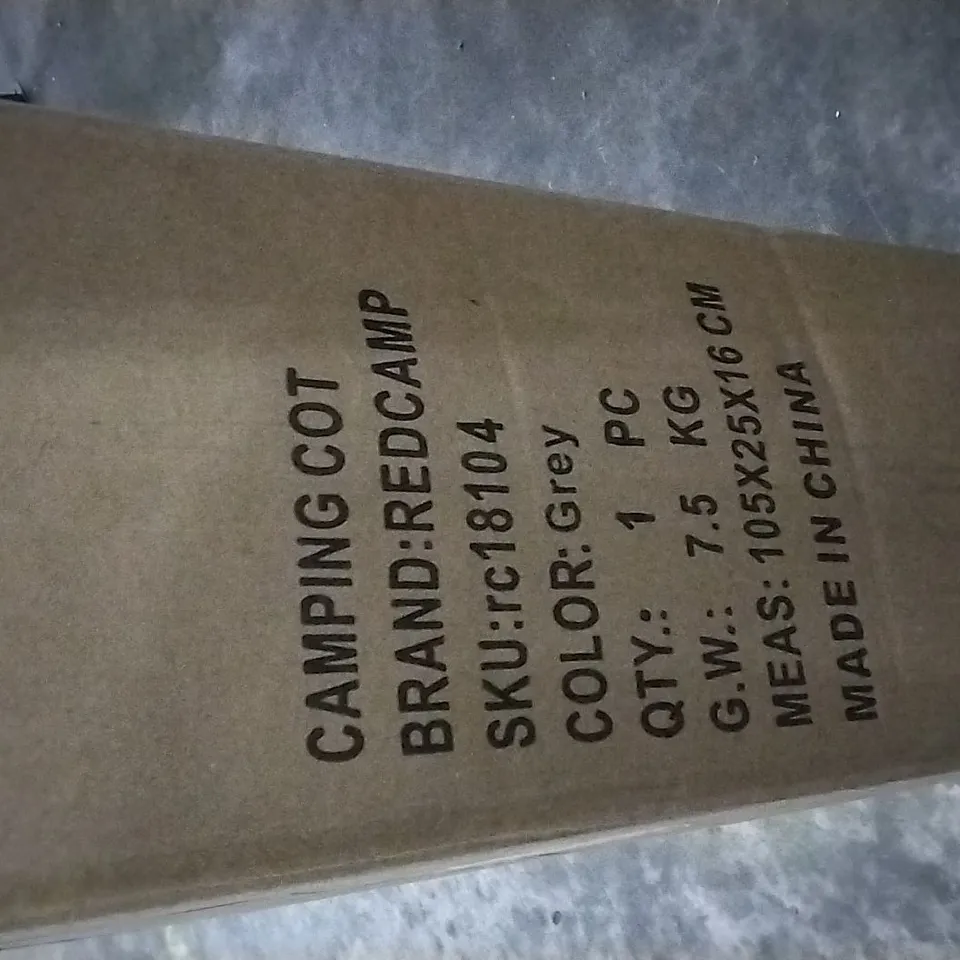 CAMPING COT
BRAND:REDCAMP
SKU:rc18104
COLOR: Grey
QTY.: 1 PC
G.W.: 7.5 KG
MEAS: 105X25X16 CM
MADE IN CHINA